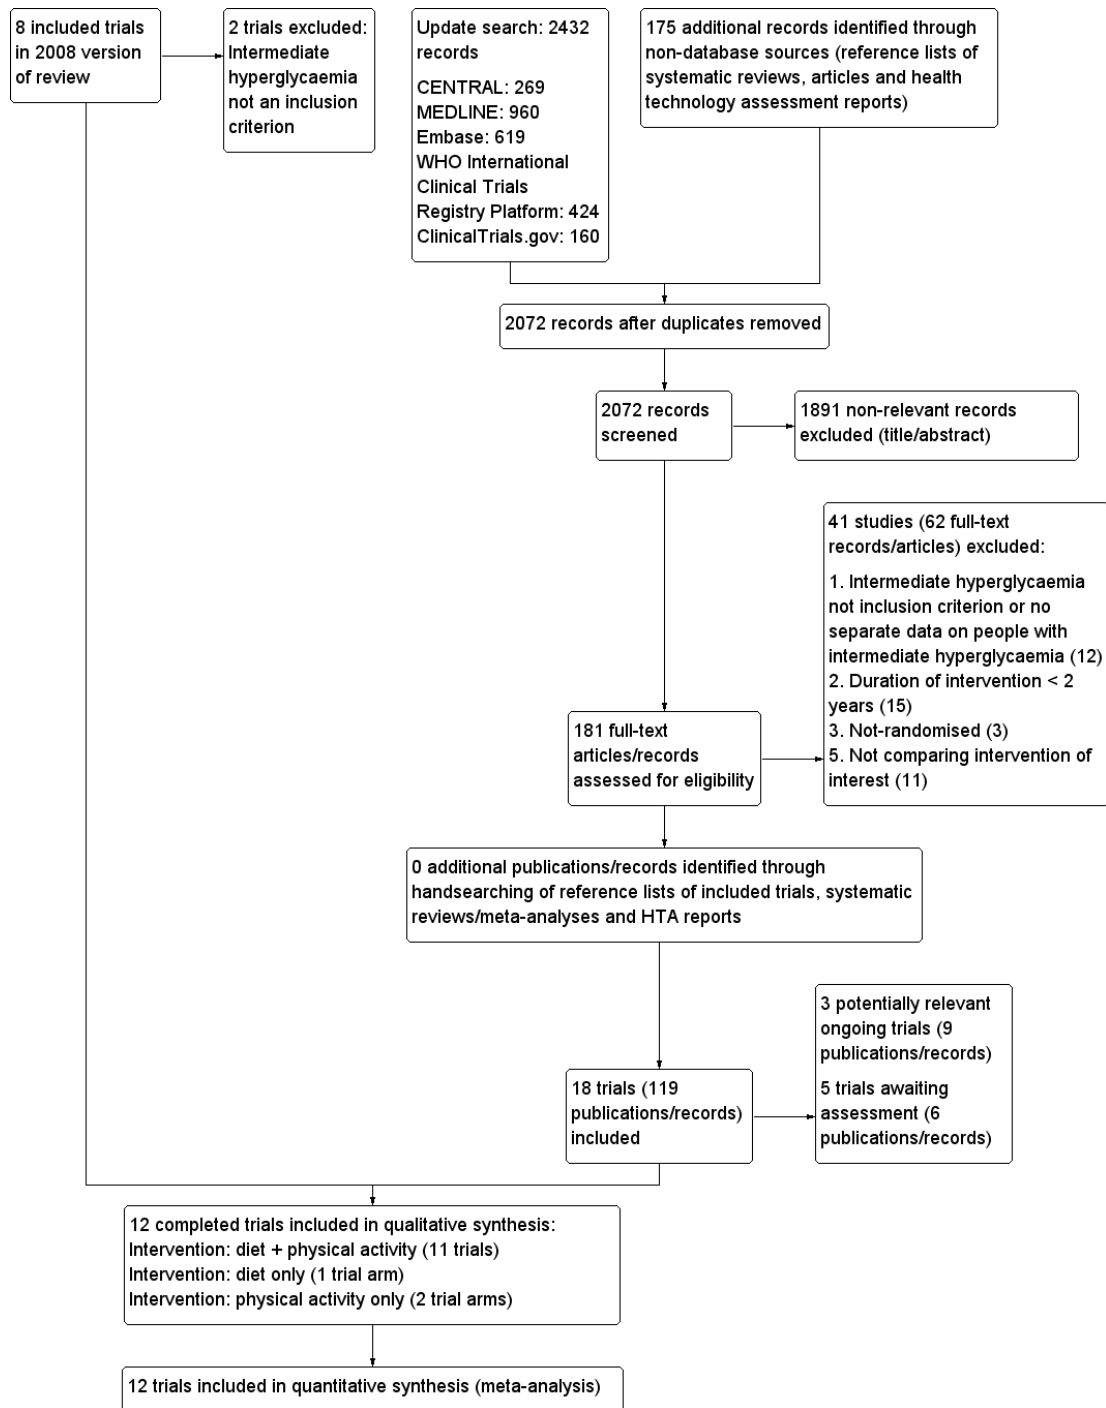 8 included trials
in 2008 version
of review
2 trials excluded:
Intermediate
hyperglycaemia
not an inclusion
criterion
Update search: 2432
records
CENTRAL: 269
MEDLINE: 960
Embase: 619
WHO International
Clinical Trials
Registry Platform: 424
ClinicalTrials.gov: 160
175 additional records identified through
non-database sources (reference lists of
systematic reviews, articles and health
technology assessment reports)
2072 records after duplicates removed
2072 records
screened
1891 non-relevant records
excluded (title/abstract)
41 studies (62 full-text
records/articles) excluded:
1. Intermediate hyperglycaemia
not inclusion criterion or no
separate data on people with
intermediate hyperglycaemia (12)
2. Duration of intervention < 2
years (15)
3. Not-randomised (3)
5. Not comparing intervention of
interest (11)
181 full-text
articles/records
assessed for eligibility
0 additional publications/records identified through
handsearching of reference lists of included trials, systematic
reviews/meta-analyses and HTA reports
3 potentially relevant
ongoing trials (9
publications/records)
5 trials awaiting
assessment (6
publications/records)
18 trials (119
publications/records)
included
12 completed trials included in qualitative synthesis:
Intervention: diet + physical activity (11 trials)
Intervention: diet only (1 trial arm)
Intervention: physical activity only (2 trial arms)
12 trials included in quantitative synthesis (meta-analysis)